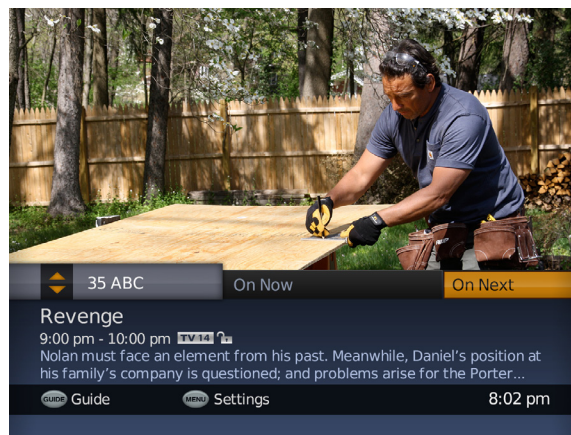 35 ABC
On Now
On Next
Revenge
9:00 pm - 10:00 pm TV 14
Nolan must face an element from his past. Meanwhile, Daniel's position at
his family's company is questioned; and problems arise for the Porter...
GUIDE Guide
MENU Settings
8:02 pm